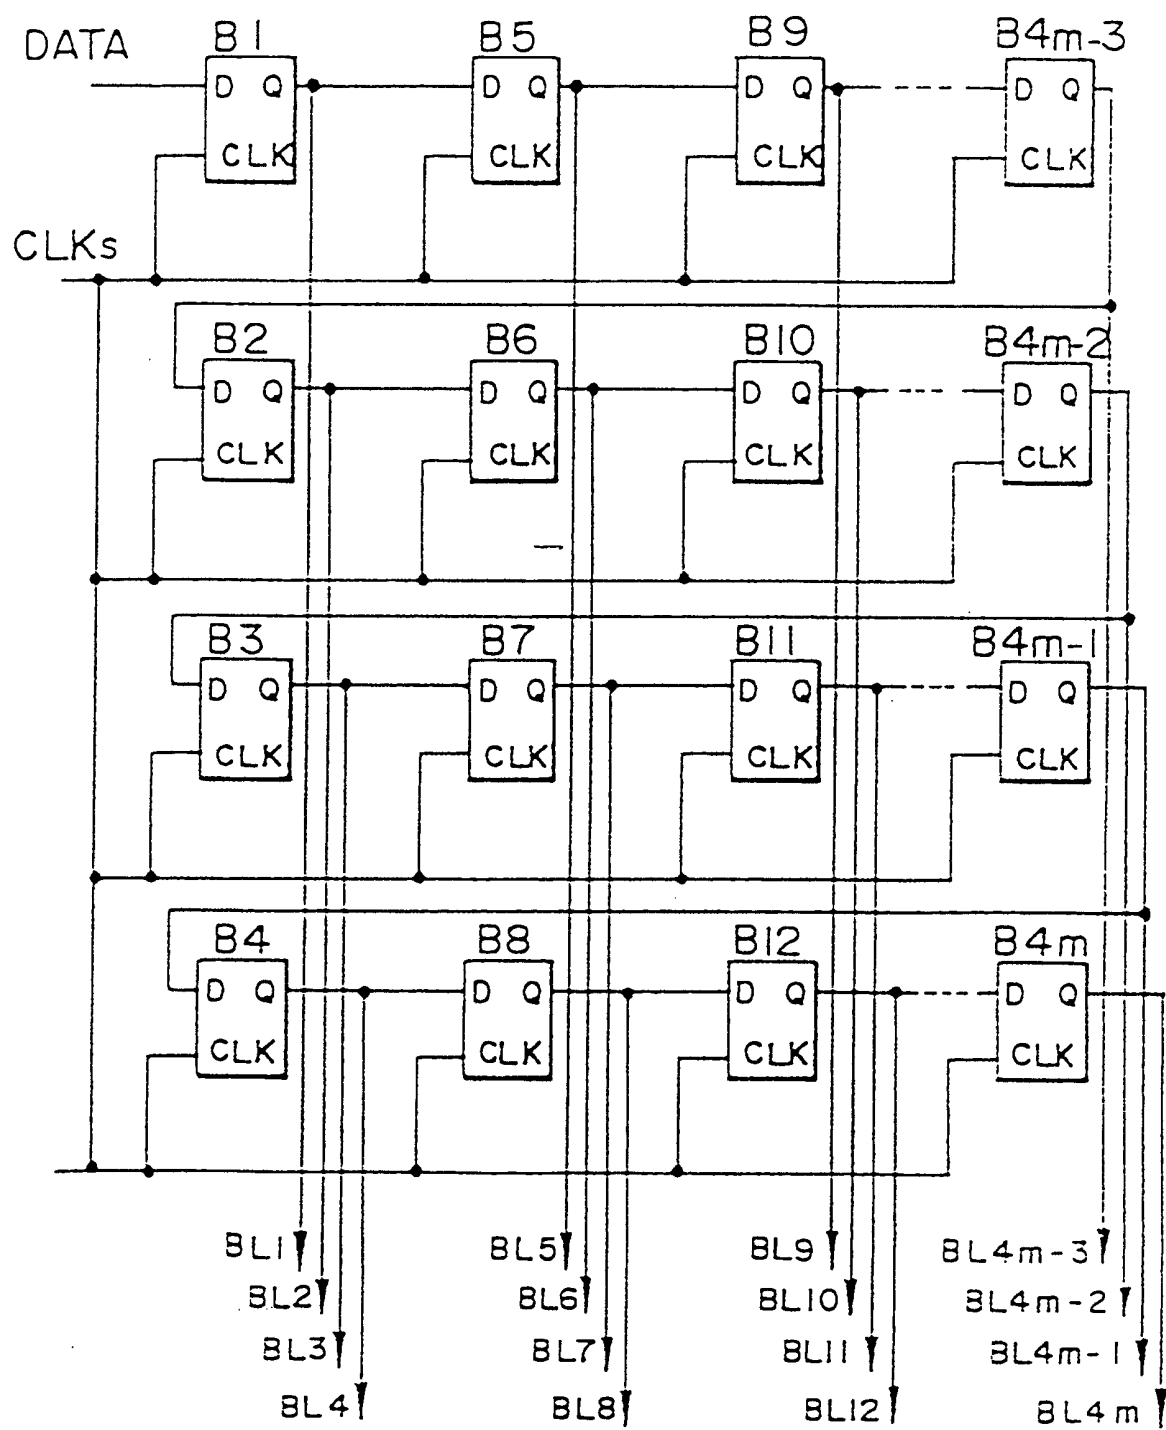 DATA B1 B5 B9 B4m-3
D Q D Q D Q D Q
CLK CLK CLK CLK
CLKs
B2 B6 B10 B4m-2
D Q D Q D Q D Q
CLK CLK CLK CLK
B3 B7 B11 B4m-1
D Q D Q D Q D Q
CLK CLK CLK CLK
B4 B8 B12 B4m
D Q D Q D Q D Q
CLK CLK CLK CLK
BL1 BL5 BL9 BL4m-3
BL2 BL6 BL10 BL4m-2
BL3 BL7 BL11 BL4m-1
BL4 BL8 BL12 BL4m